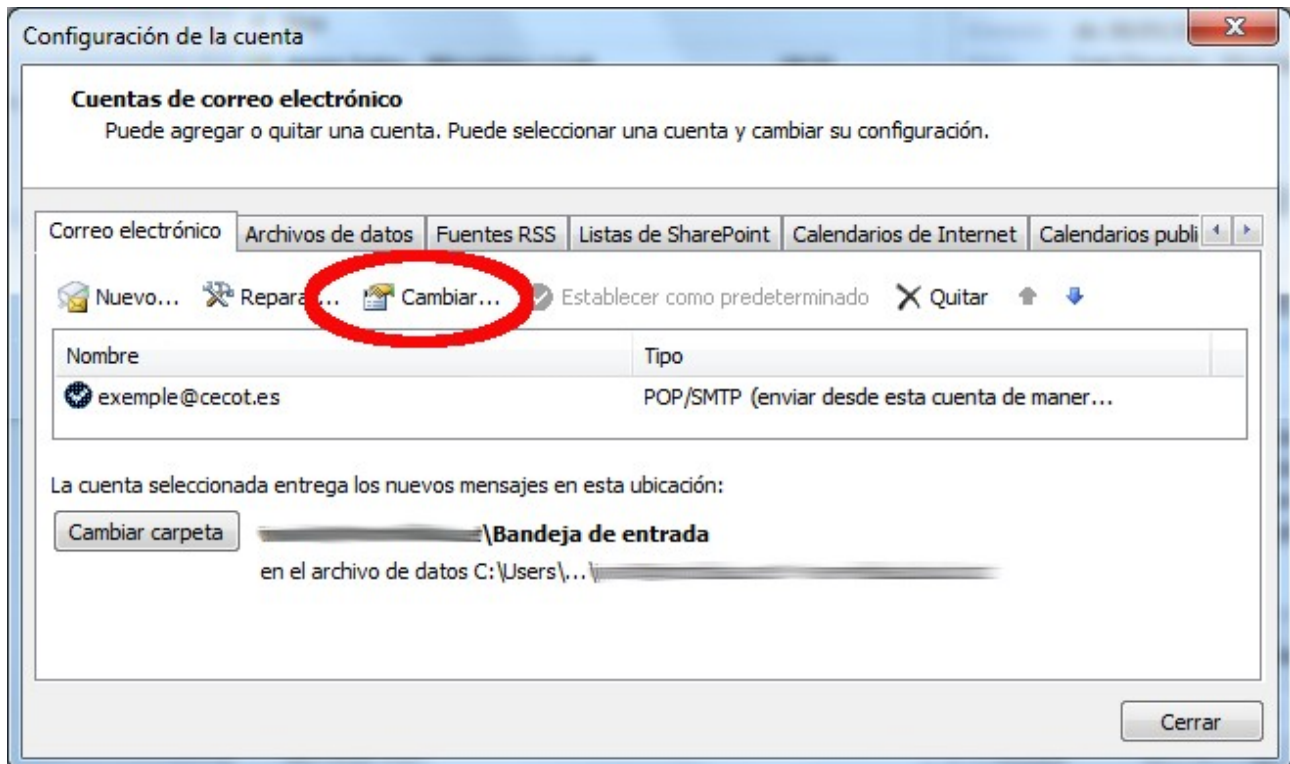 Configuración de la cuenta
Cuentas de correo electrónico
Puede agregar o quitar una cuenta. Puede seleccionar una cuenta y cambiar su configuración.
Correo electrónico Archivos de datos Fuentes RSS Listas de SharePoint Calendarios de Internet Calendarios publi
Nuevo... Repara... Cambiar... Establecer como predeterminado Quitar
Nombre Tipo
exemple@cecot.es POP/SMTP (enviar desde esta cuenta de maner...
La cuenta seleccionada entrega los nuevos mensajes en esta ubicación:
Cambiar carpeta \Bandeja de entrada
en el archivo de datos C:\Users\...\
Cerrar